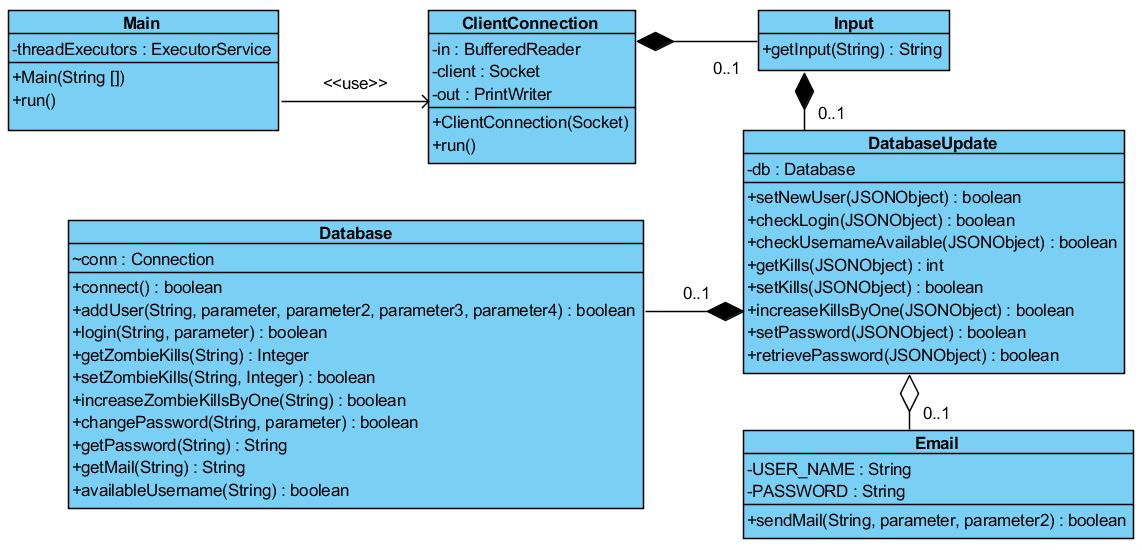 Main
-threadExecutors : ExecutorService
+Main(String [])
+run()
<<use>>
ClientConnection
-in : BufferedReader
-client : Socket
-out : PrintWriter
+ClientConnection(Socket)
+run()
0..1
Input
+getInput(String) : String
0..1
DatabaseUpdate
-db : Database
+setNewUser(JSONObject) : boolean
+checkLogin(JSONObject) : boolean
+checkUsernameAvailable(JSONObject) : boolean
+getKills(JSONObject) : int
+setKills(JSONObject) : boolean
+increaseKillsByOne(JSONObject) : boolean
+setPassword(JSONObject) : boolean
+retrievePassword(JSONObject) : boolean
0..1
Database
~conn : Connection
+connect() : boolean
+addUser(String, parameter, parameter2, parameter3, parameter4) : boolean
+login(String, parameter) : boolean
+getZombieKills(String) : Integer
+setZombieKills(String, Integer) : boolean
+increaseZombieKillsByOne(String) : boolean
+changePassword(String, parameter) : boolean
+getPassword(String) : String
+getMail(String) : String
+availableUsername(String) : boolean
0..1
Email
-USER_NAME : String
-PASSWORD : String
+sendMail(String, parameter, parameter2) : boolean